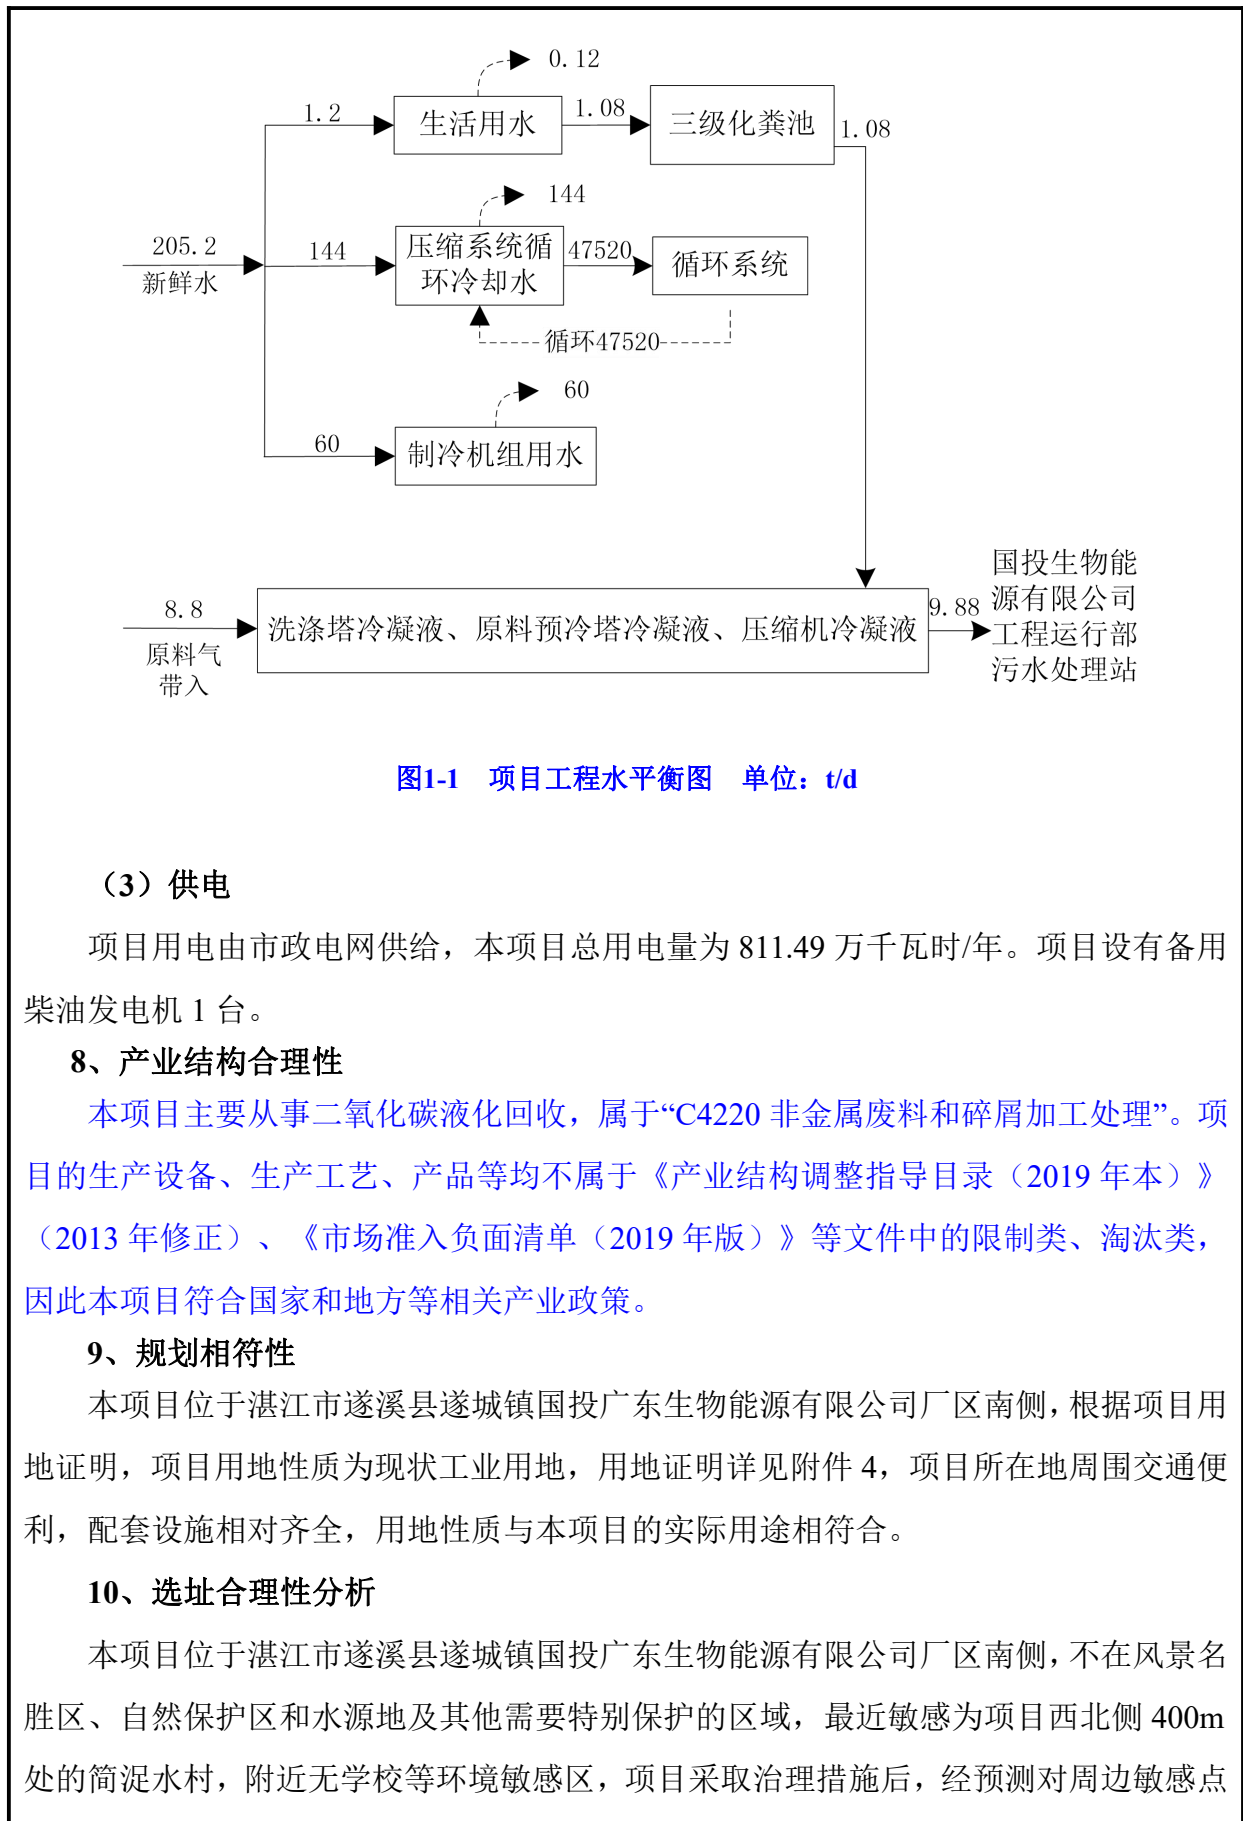 0.12
1.2
生活用水
1.08
三级化粪池
1.08
144
205.2
新鲜水
144
压缩系统循
环冷却水
47520
循环系统
循环47520
60
60
制冷机组用水
8.8
原料气
带入
洗涤塔冷凝液、原料预冷塔冷凝液、压缩机冷凝液
9.88
国投生物能
源有限公司
工程运行部
污水处理站
图1-1 项目工程水平衡图 单位：t/d
（3）供电
项目用电由市政电网供给，本项目总用电量为 811.49 万千瓦时/年。项目设有备用
柴油发电机 1 台。
8、产业结构合理性
本项目主要从事二氧化碳液化回收，属于“C4220 非金属废料和碎屑加工处理”。项
目的生产设备、生产工艺、产品等均不属于《产业结构调整指导目录（2019 年本）》
（2013 年修正）、《市场准入负面清单（2019 年版）》等文件中的限制类、淘汰类，
因此本项目符合国家和地方等相关产业政策。
9、规划相符性
本项目位于湛江市遂溪县遂城镇国投广东生物能源有限公司厂区南侧，根据项目用
地证明，项目用地性质为现状工业用地，用地证明详见附件 4，项目所在地周围交通便
利，配套设施相对齐全，用地性质与本项目的实际用途相符合。
10、选址合理性分析
本项目位于湛江市遂溪县遂城镇国投广东生物能源有限公司厂区南侧，不在风景名
胜区、自然保护区和水源地及其他需要特别保护的区域，最近敏感为项目西北侧 400m
处的简浞水村，附近无学校等环境敏感区，项目采取治理措施后，经预测对周边敏感点